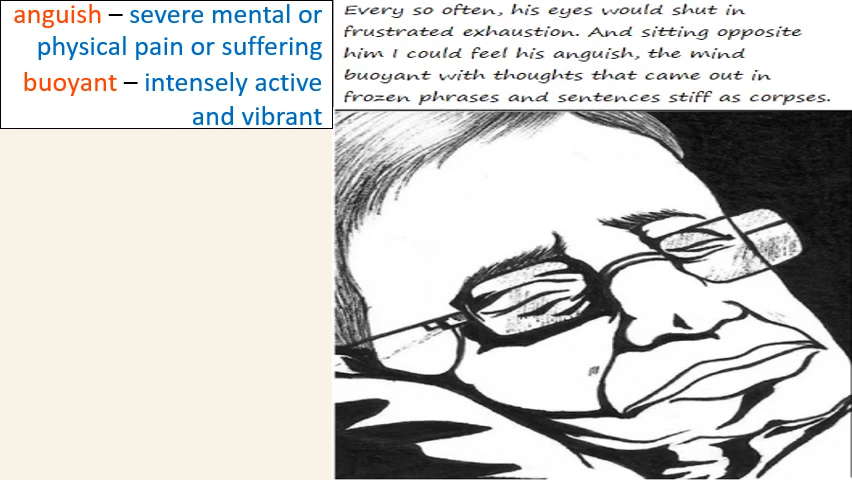 anguish – severe mental or
physical pain or suffering
buoyant – intensely active
and vibrant
Every so often, his eyes would shut in
frustrated exhaustion. And sitting opposite
him I could feel his anguish, the mind
buoyant with thoughts that came out in
frozen phrases and sentences stiff as corpses.